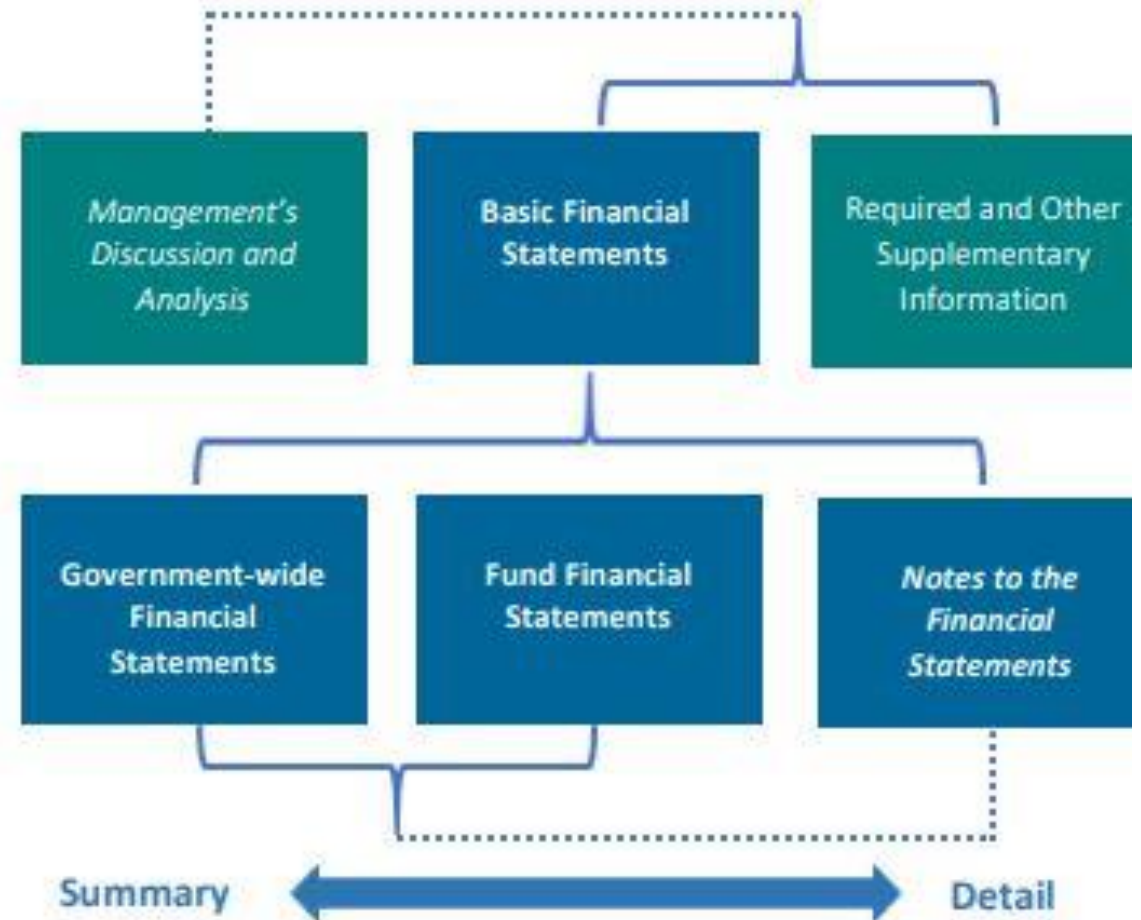 Management's
Discussion and
Analysis
Basic Financial
Statements
Required and Other
Supplementary
Information
Government-wide
Financial
Statements
Fund Financial
Statements
Notes to the
Financial
Statements
Summary
Detail